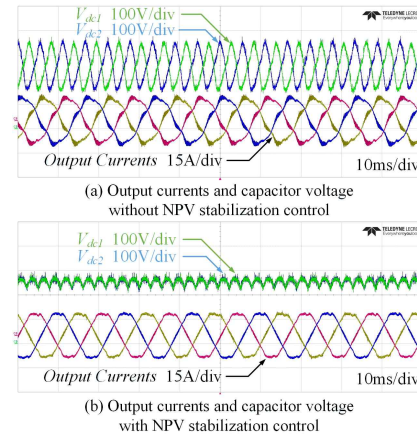 TELEDYNE LECROY
Everywhereyoulook
Vdc1 100V/div
Vdc2 100V/div
Output Currents 15A/div
10ms/div
(a) Output currents and capacitor voltage
without NPV stabilization control
TELEDYNE LECROY
Everywhereyoulook
Vdc1 100V/div
Vdc2 100V/div
Output Currents 15A/div
10ms/div
(b) Output currents and capacitor voltage
with NPV stabilization control